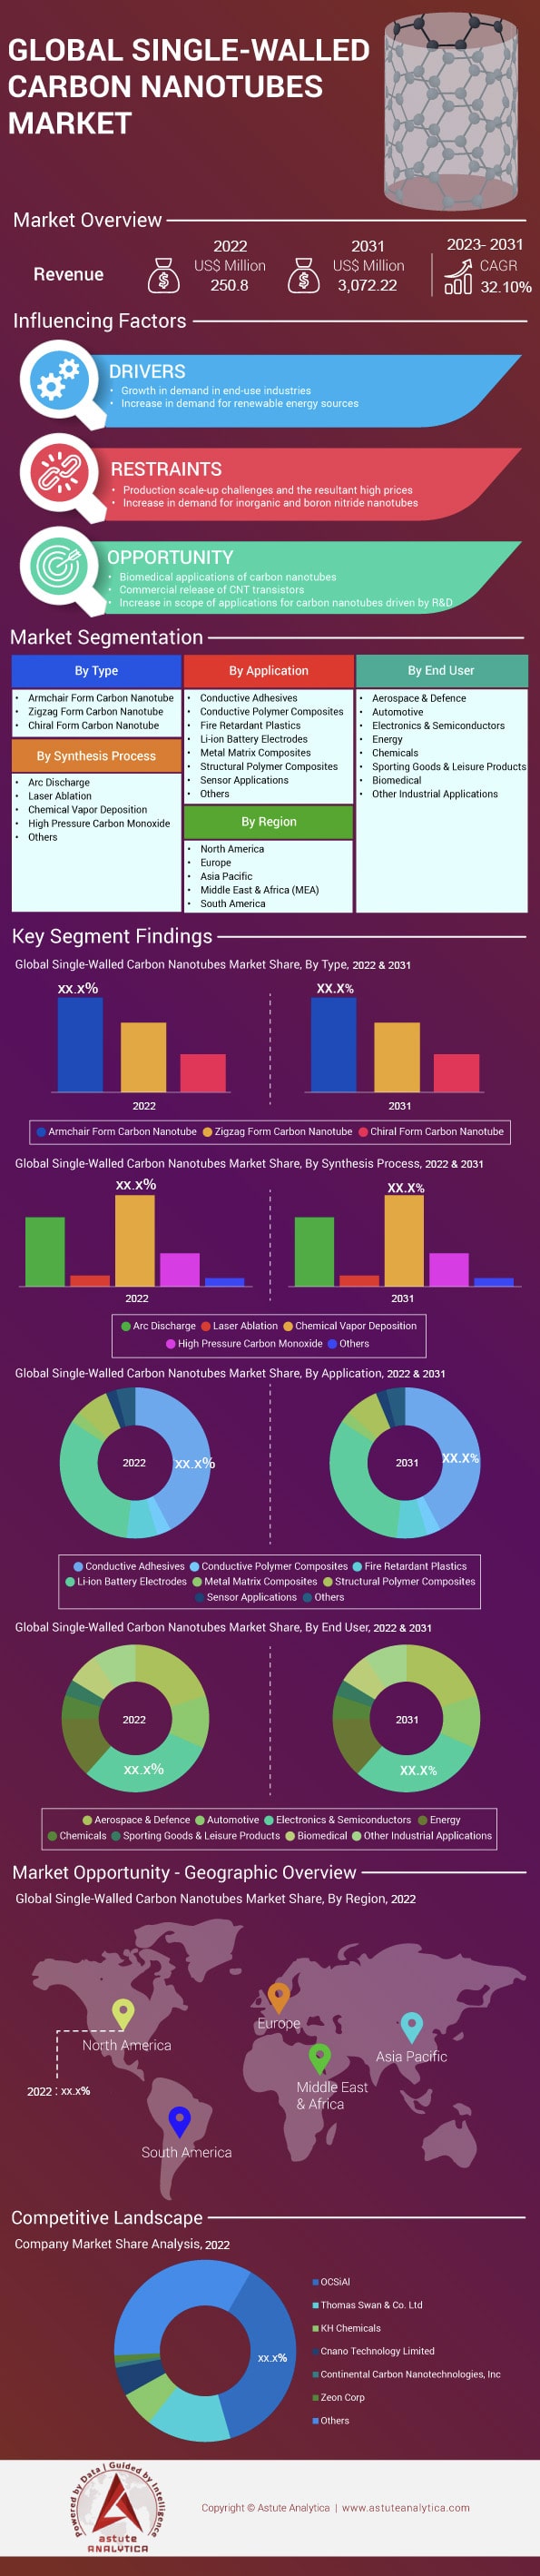 GLOBAL SINGLE-WALLED
CARBON NANOTUBES
MARKET
Market Overview
Revenue
2022
US$ Million
250.8
2031
US$ Million
3,072.22
2023- 2031
CAGR
32.10%
Influencing Factors
DRIVERS
• Growth in demand in end-use industries
• Increase in demand for renewable energy sources
RESTRAINTS
• Production scale-up challenges and the resultant high prices
• Increase in demand for inorganic and boron nitride nanotubes
OPPORTUNITY
• Biomedical applications of carbon nanotubes
• Commercial release of CNT transistors
• Increase in scope of applications for carbon nanotubes driven by R&D
Market Segmentation
By Type
• Armchair Form Carbon Nanotube
• Zigzag Form Carbon Nanotube
• Chiral Form Carbon Nanotube
By Synthesis Process
• Arc Discharge
• Laser Ablation
• Chemical Vapor Deposition
• High Pressure Carbon Monoxide
• Others
By Application
• Conductive Adhesives
• Conductive Polymer Composites
• Fire Retardant Plastics
• Li-ion Battery Electrodes
• Metal Matrix Composites
• Structural Polymer Composites
• Sensor Applications
• Others
By Region
• North America
• Europe
• Asia Pacific
• Middle East & Africa (MEA)
• South America
By End User
• Aerospace & Defence
• Automotive
• Electronics & Semiconductors
• Energy
• Chemicals
• Sporting Goods & Leisure Products
• Biomedical
• Other Industrial Applications
Key Segment Findings
Global Single-Walled Carbon Nanotubes Market Share, By Type, 2022 & 2031
xx.x%
XX.X%
2022
2031
Armchair Form Carbon Nanotube Zigzag Form Carbon Nanotube Chiral Form Carbon Nanotube
Global Single-Walled Carbon Nanotubes Market Share, By Synthesis Process, 2022 & 2031
xx.x%
XX.X%
2022
2031
Arc Discharge Laser Ablation Chemical Vapor Deposition
High Pressure Carbon Monoxide Others
Global Single-Walled Carbon Nanotubes Market Share, By Application, 2022 & 2031
2022
xx.x%
2031
XX.X%
Conductive Adhesives Conductive Polymer Composites Fire Retardant Plastics
Li-ion Battery Electrodes Metal Matrix Composites Structural Polymer Composites
Sensor Applications Others
Global Single-Walled Carbon Nanotubes Market Share, By End User, 2022 & 2031
2022
xx.x%
2031
XX.X%
Aerospace & Defence Automotive Electronics & Semiconductors Energy
Chemicals Sporting Goods & Leisure Products Biomedical Other Industrial Applications
Market Opportunity - Geographic Overview
Global Single-Walled Carbon Nanotubes Market Share, By Region, 2022
North America
Europe
Asia Pacific
2022 : xx.x%
Middle East
& Africa
South America
Competitive Landscape
Company Market Share Analysis, 2022
xx.x%
OCSiAl
Thomas Swan & Co. Ltd
KH Chemicals
Cnano Technology Limited
Continental Carbon Nanotechnologies, Inc
Zeon Corp
Others
Powered by Data | Guided by Intelligence
astute
ANALYTICA
Copyright © Astute Analytica | www.astuteanalytica.com